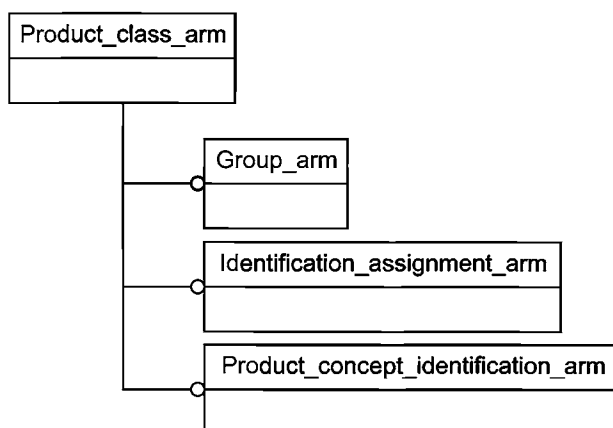 Product_class_arm
Group_arm
Identification_assignment_arm
Product_concept_identification_arm